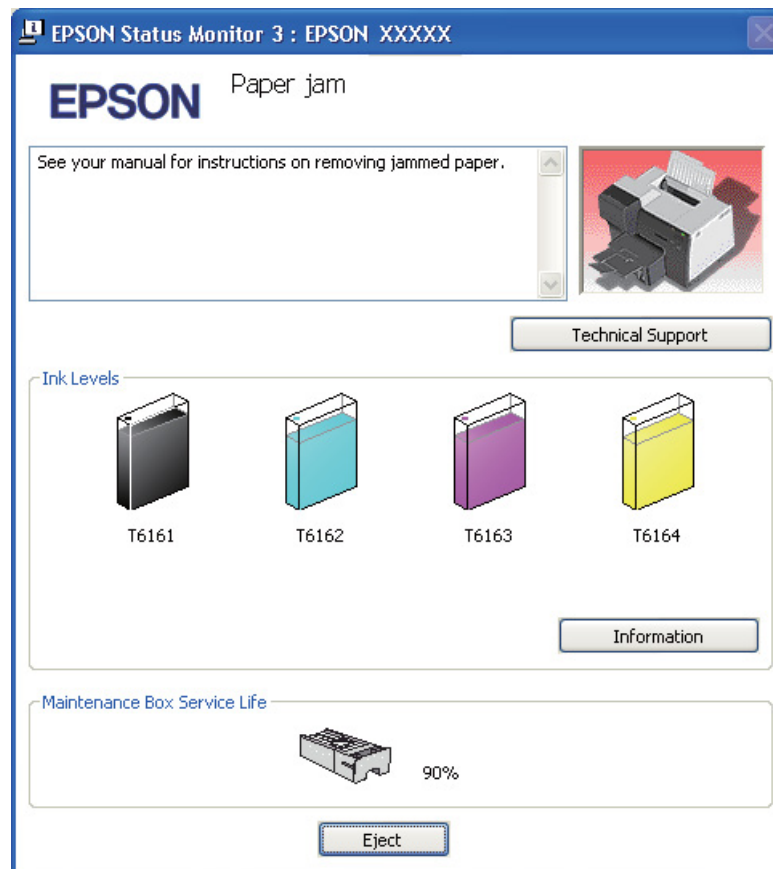 EPSON Status Monitor 3 : EPSON XXXXX
EPSON
Paper jam
See your manual for instructions on removing jammed paper.
Technical Support
Ink Levels
T6161
T6162
T6163
T6164
Information
Maintenance Box Service Life
90%
Eject